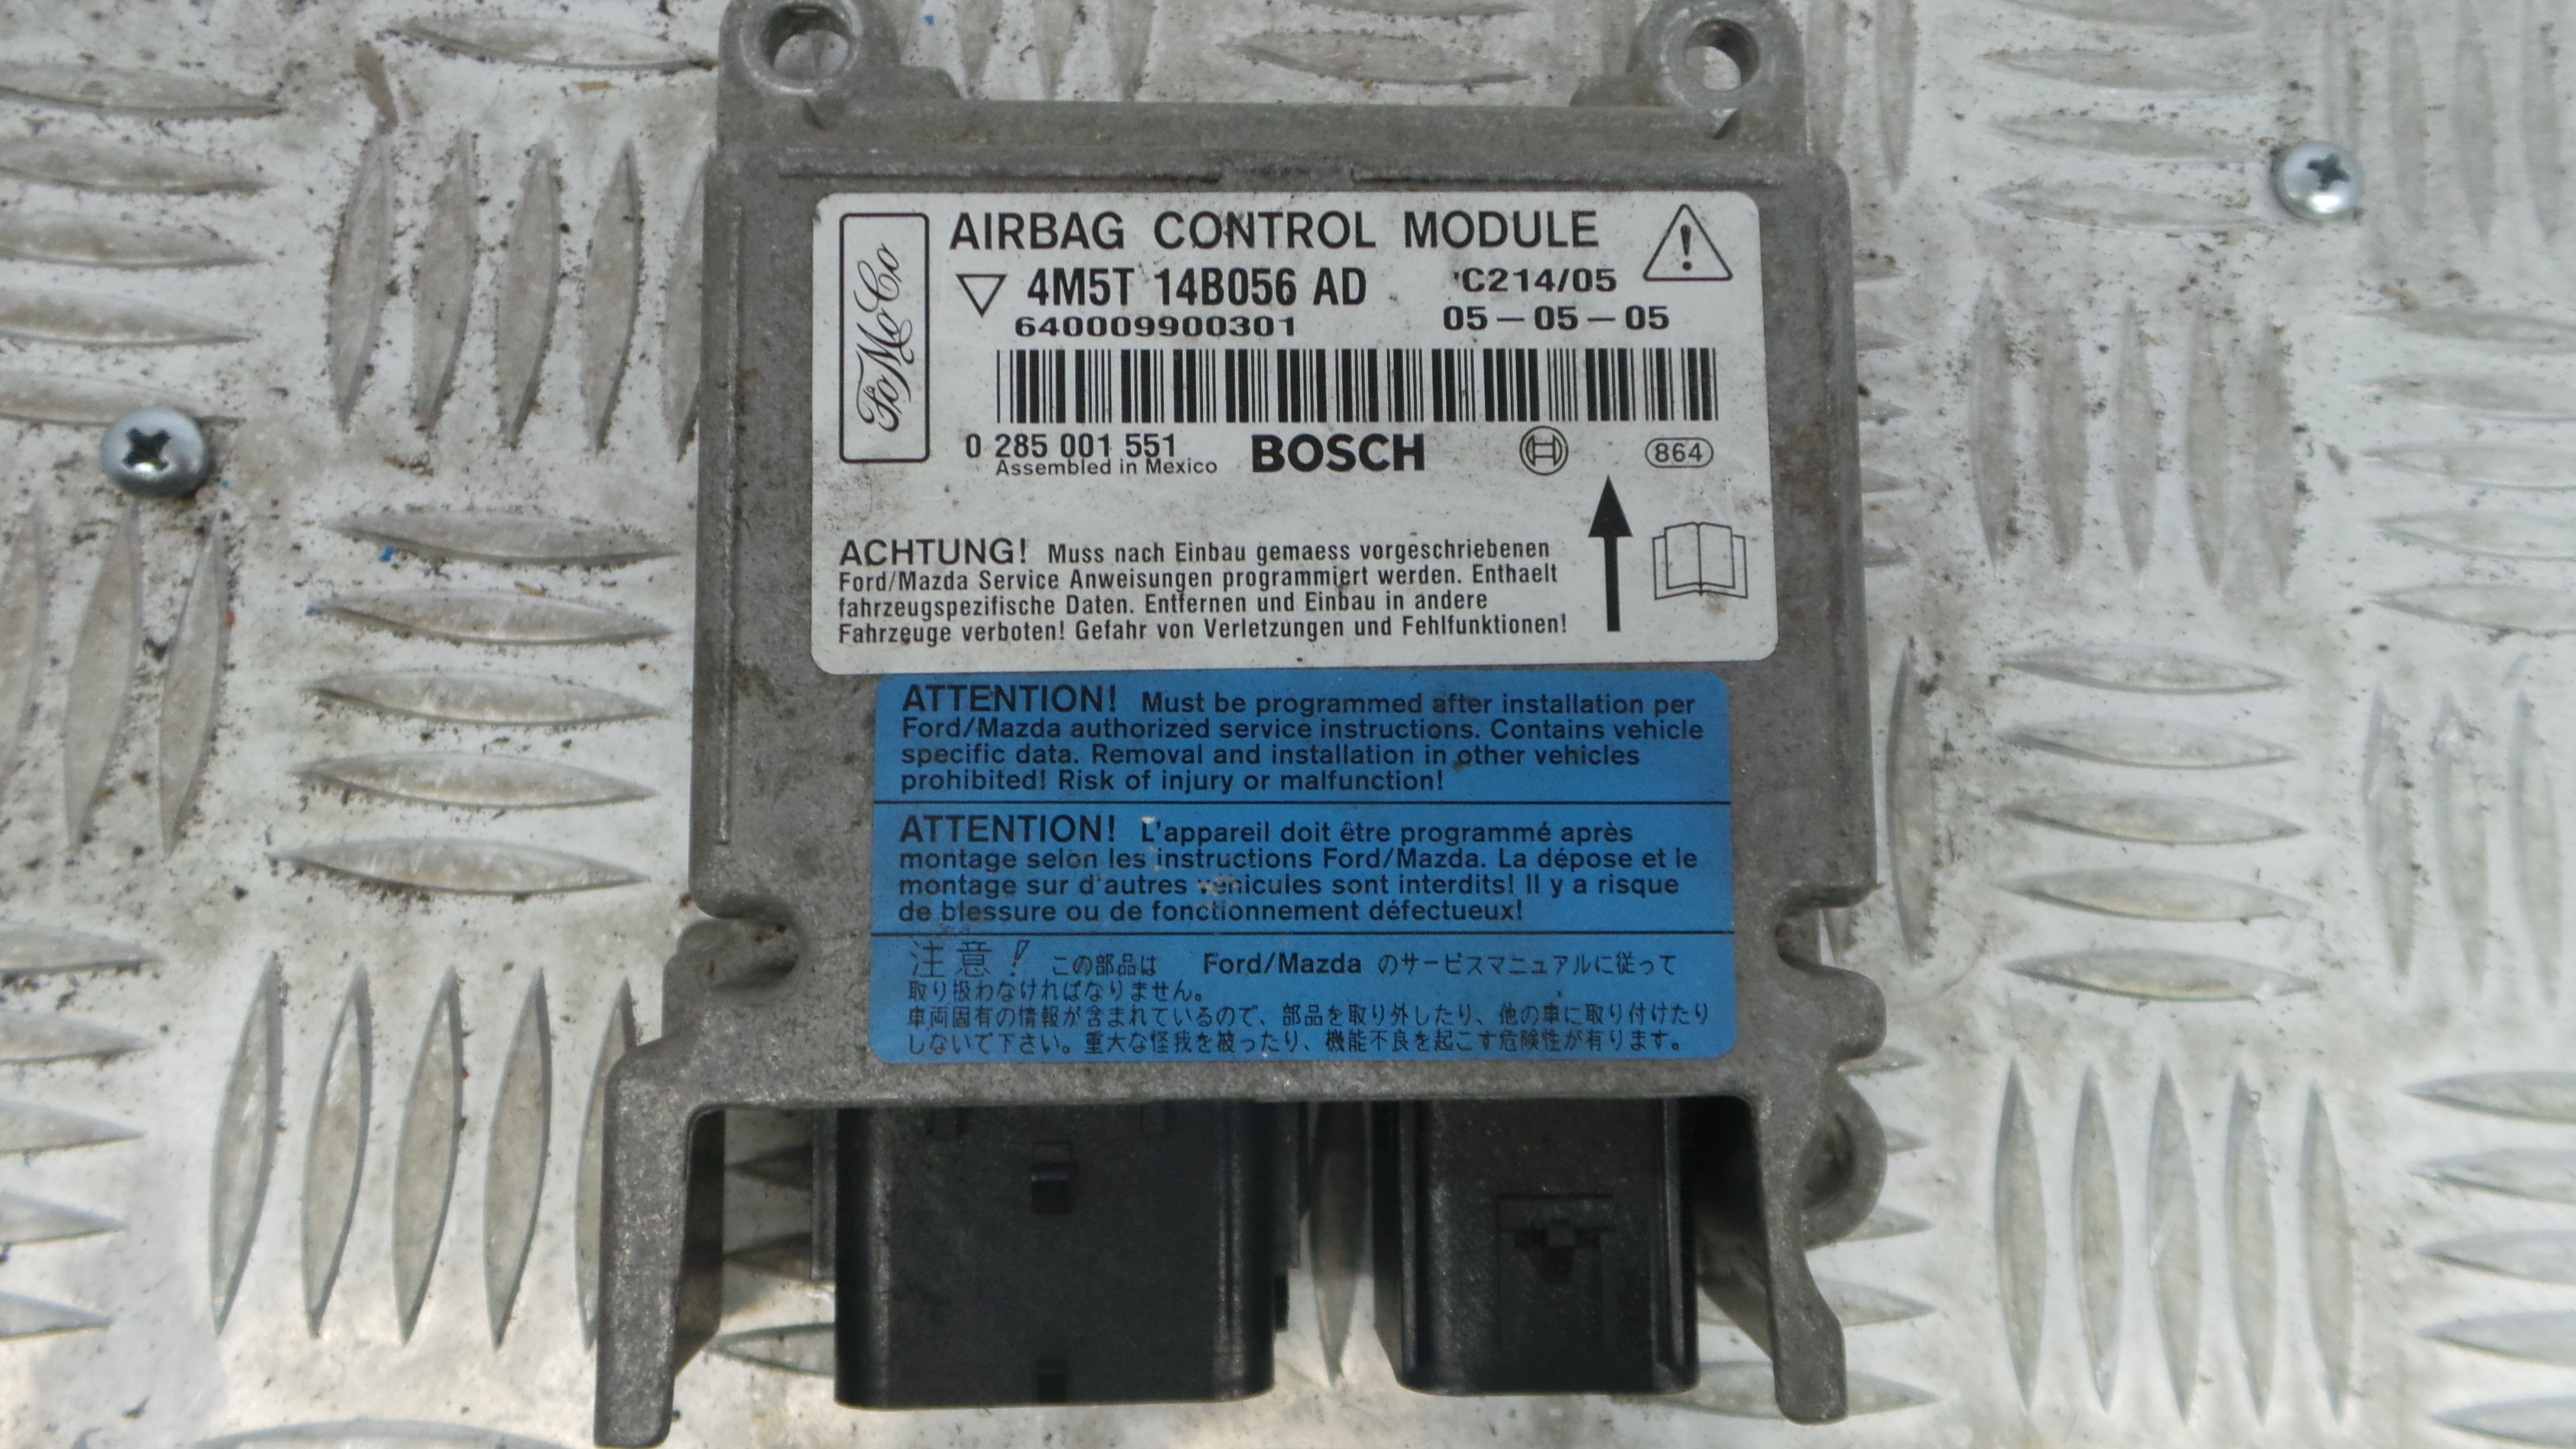 FoMoCo
AIRBAG CONTROL MODULE
4M5T 14B056 AD
'C214/05
640009900301
05-05-05
0 285 001 551
BOSCH
864
Assembled in Mexico
ACHTUNG! Muss nach Einbau gemaess vorgeschriebenen
Ford/Mazda Service Anweisungen programmiert werden. Enthaelt
fahrzeugspezifische Daten. Entfernen und Einbau in andere
Fahrzeuge verboten! Gefahr von Verletzungen und Fehlfunktionen!
ATTENTION! Must be programmed after installation per
Ford/Mazda authorized service instructions. Contains vehicle
specific data. Removal and installation in other vehicles
prohibited! Risk of injury or malfunction!
ATTENTION! L'appareil doit être programmé après
montage selon les instructions Ford/Mazda. La dépose et le
montage sur d'autres véhicules sont interdits! Il y a risque
de blessure ou de fonctionnement défectueux!
注意! この部品は Ford/Mazda のサービスマニュアルに従って
取り扱わなければなりません。
車両固有の情報が含まれているので、部品を取り外したり、他の車に取り付けたり
しないで下さい。重大な怪我を被ったり、機能不良を起こす危険性が有ります。